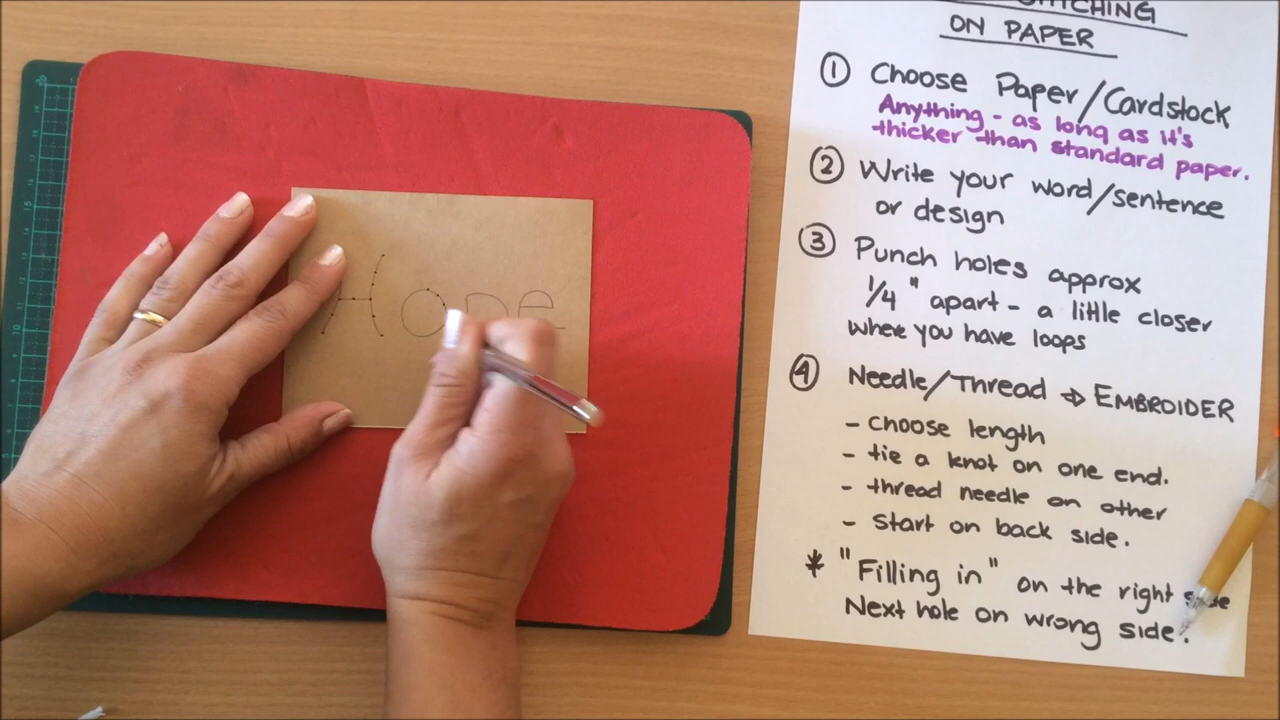 Hope
ON PAPER
① Choose Paper/Cardstock
Anything - as long as it's
thicker than standard paper.
② Write your word/sentence
or design
③ Punch holes approx
1/4" apart - a little closer
where you have loops
④ Needle/Thread ⇒ EMBROIDER
- Choose length
- tie a knot on one end.
- thread needle on other
- Start on back side.
* "Filling in" on the right side
Next hole on wrong side.